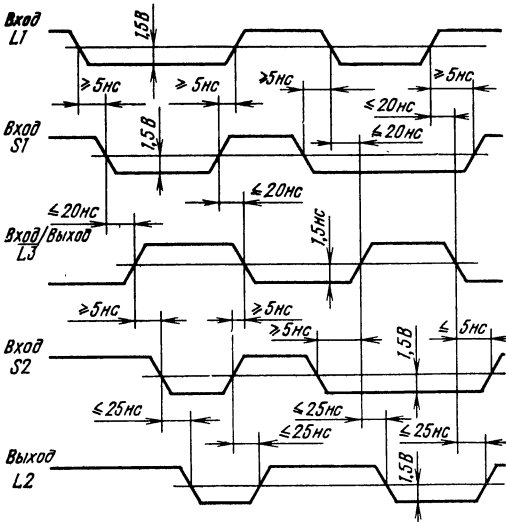 Вход
L1
1,5В
≥5нс
≥5нс
≥5нс
≥5нс
≤20нс
≤20нс
Вход
S1
1,5В
≤20нс
≤20нс
Вход/Выход
L3
1,5нс
≥5нс
≥5нс
≥5нс
≤ 5нс
Вход
S2
1,5В
≤25нс
≤25нс
≤25нс
≤25нс
Выход
L2
1,5В